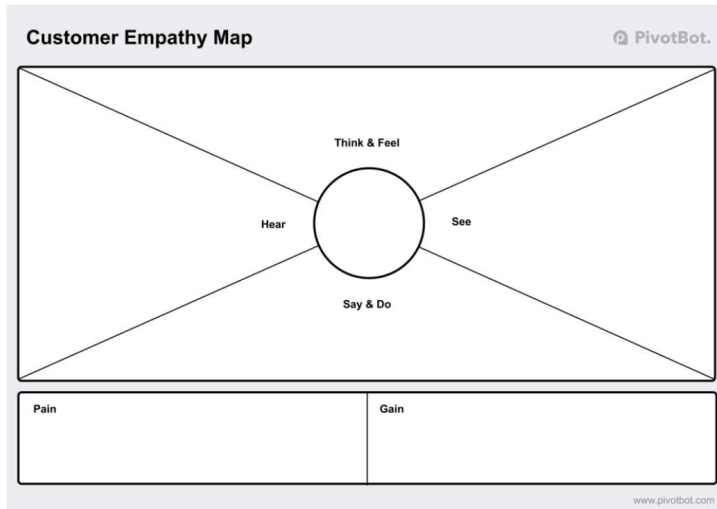 Customer Empathy Map
PivotBot.
Think & Feel
Hear
See
Say & Do
Pain
Gain
www.pivotbot.com